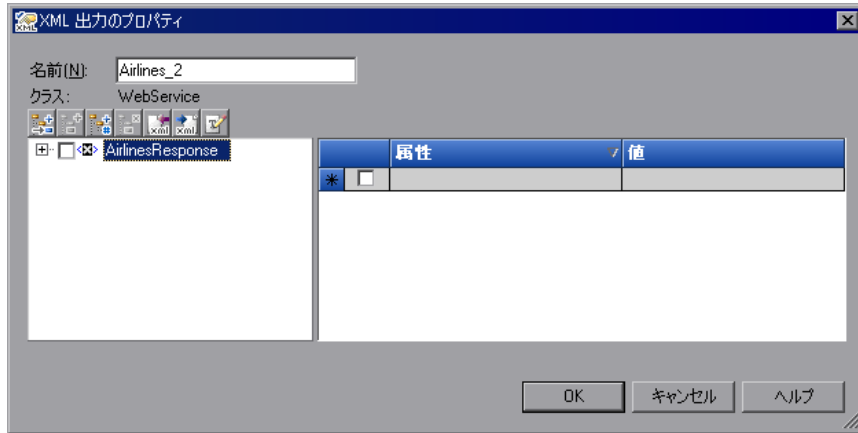 XML 出力のプロパティ
名前(N): Airlines_2
クラス: WebService
AirlinesResponse
属性 値
OK キャンセル ヘルプ